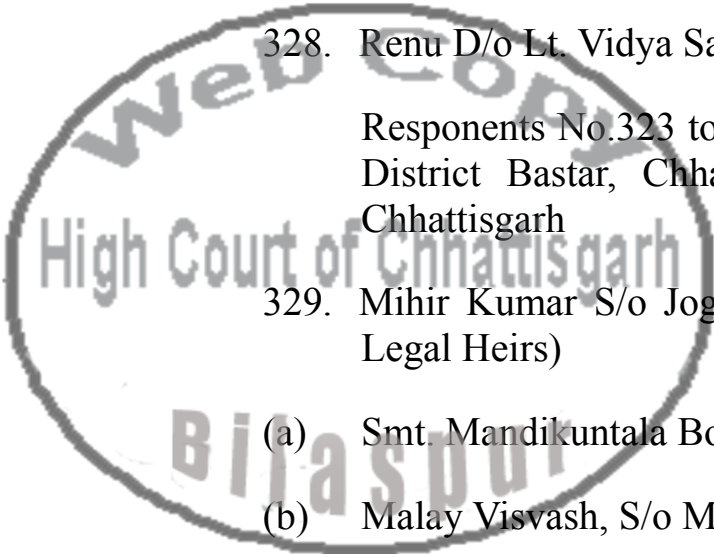 328. Renu D/o Lt. Vidya Sa
Responents No.323 to
District Bastar, Chha
Chhattisgarh
329. Mihir Kumar S/o Jog
Legal Heirs)
(a) Smt. Mandikuntala Bo
(b) Malay Visvash, S/o M
Web Copy
High Court of Chhattisgarh
Bilaspur